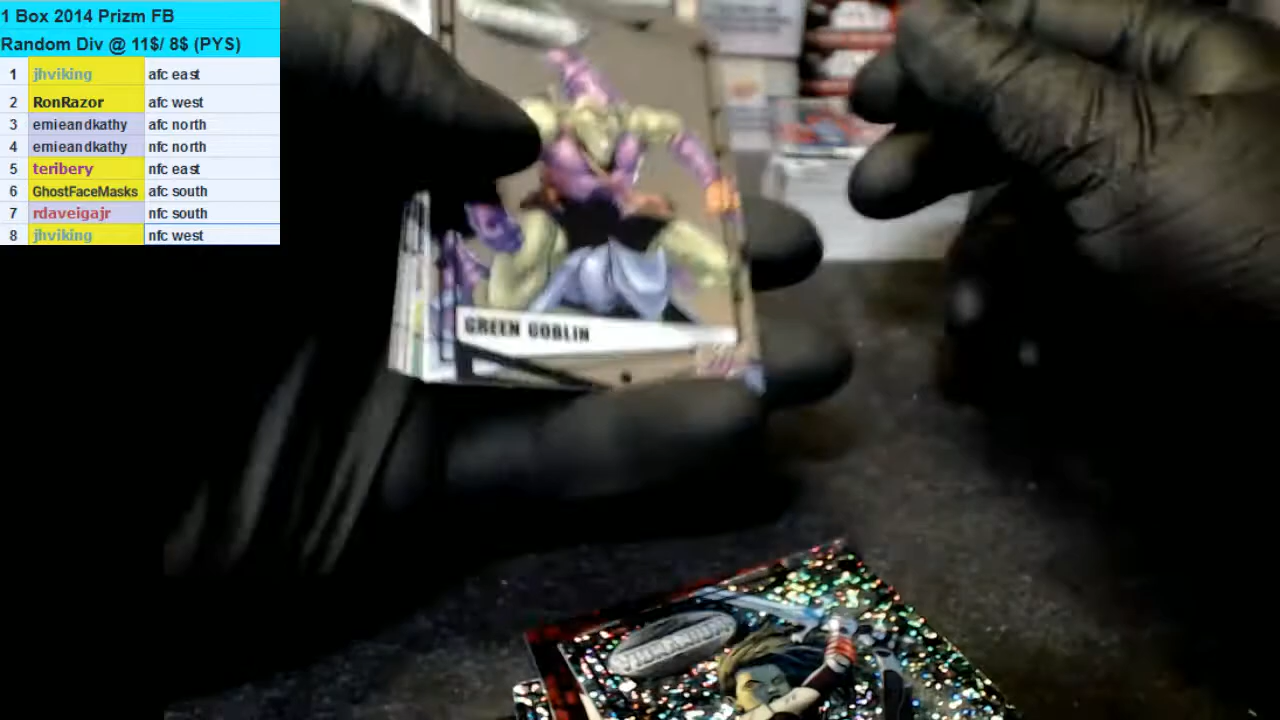 1 Box 2014 Prizm FB
Random Div @ 11$/ 8$ (PYS)
1 jhviking afc east
2 RonRazor afc west
3 emieandkathy afc north
4 emieandkathy nfc north
5 teribery nfc east
6 GhostFaceMasks afc south
7 rdaveigajr nfc south
8 jhviking nfc west
GREEN GOBLIN